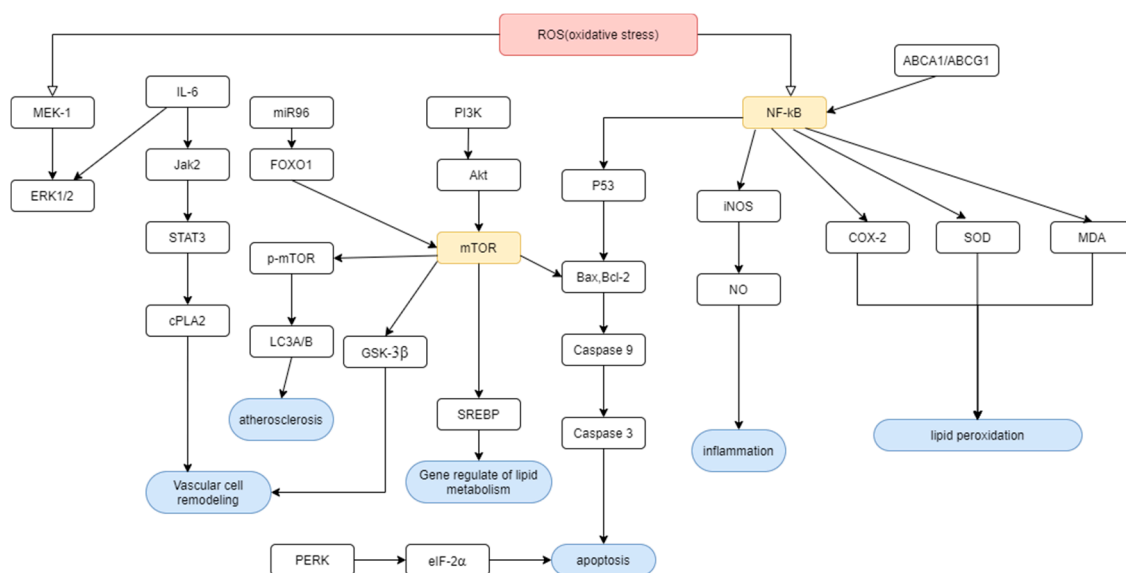 ROS(oxidative stress)
ABCA1/ABCG1
MEK-1
IL-6
miR96
PI3K
NF-kB
ERK1/2
Jak2
FOXO1
Akt
P53
iNOS
STAT3
p-mTOR
mTOR
Bax,Bcl-2
COX-2
SOD
MDA
NO
cPLA2
LC3A/B
GSK-3β
Caspase 9
atherosclerosis
SREBP
Caspase 3
inflammation
lipid peroxidation
Vascular cell
remodeling
Gene regulate of lipid
metabolism
PERK
eIF-2α
apoptosis